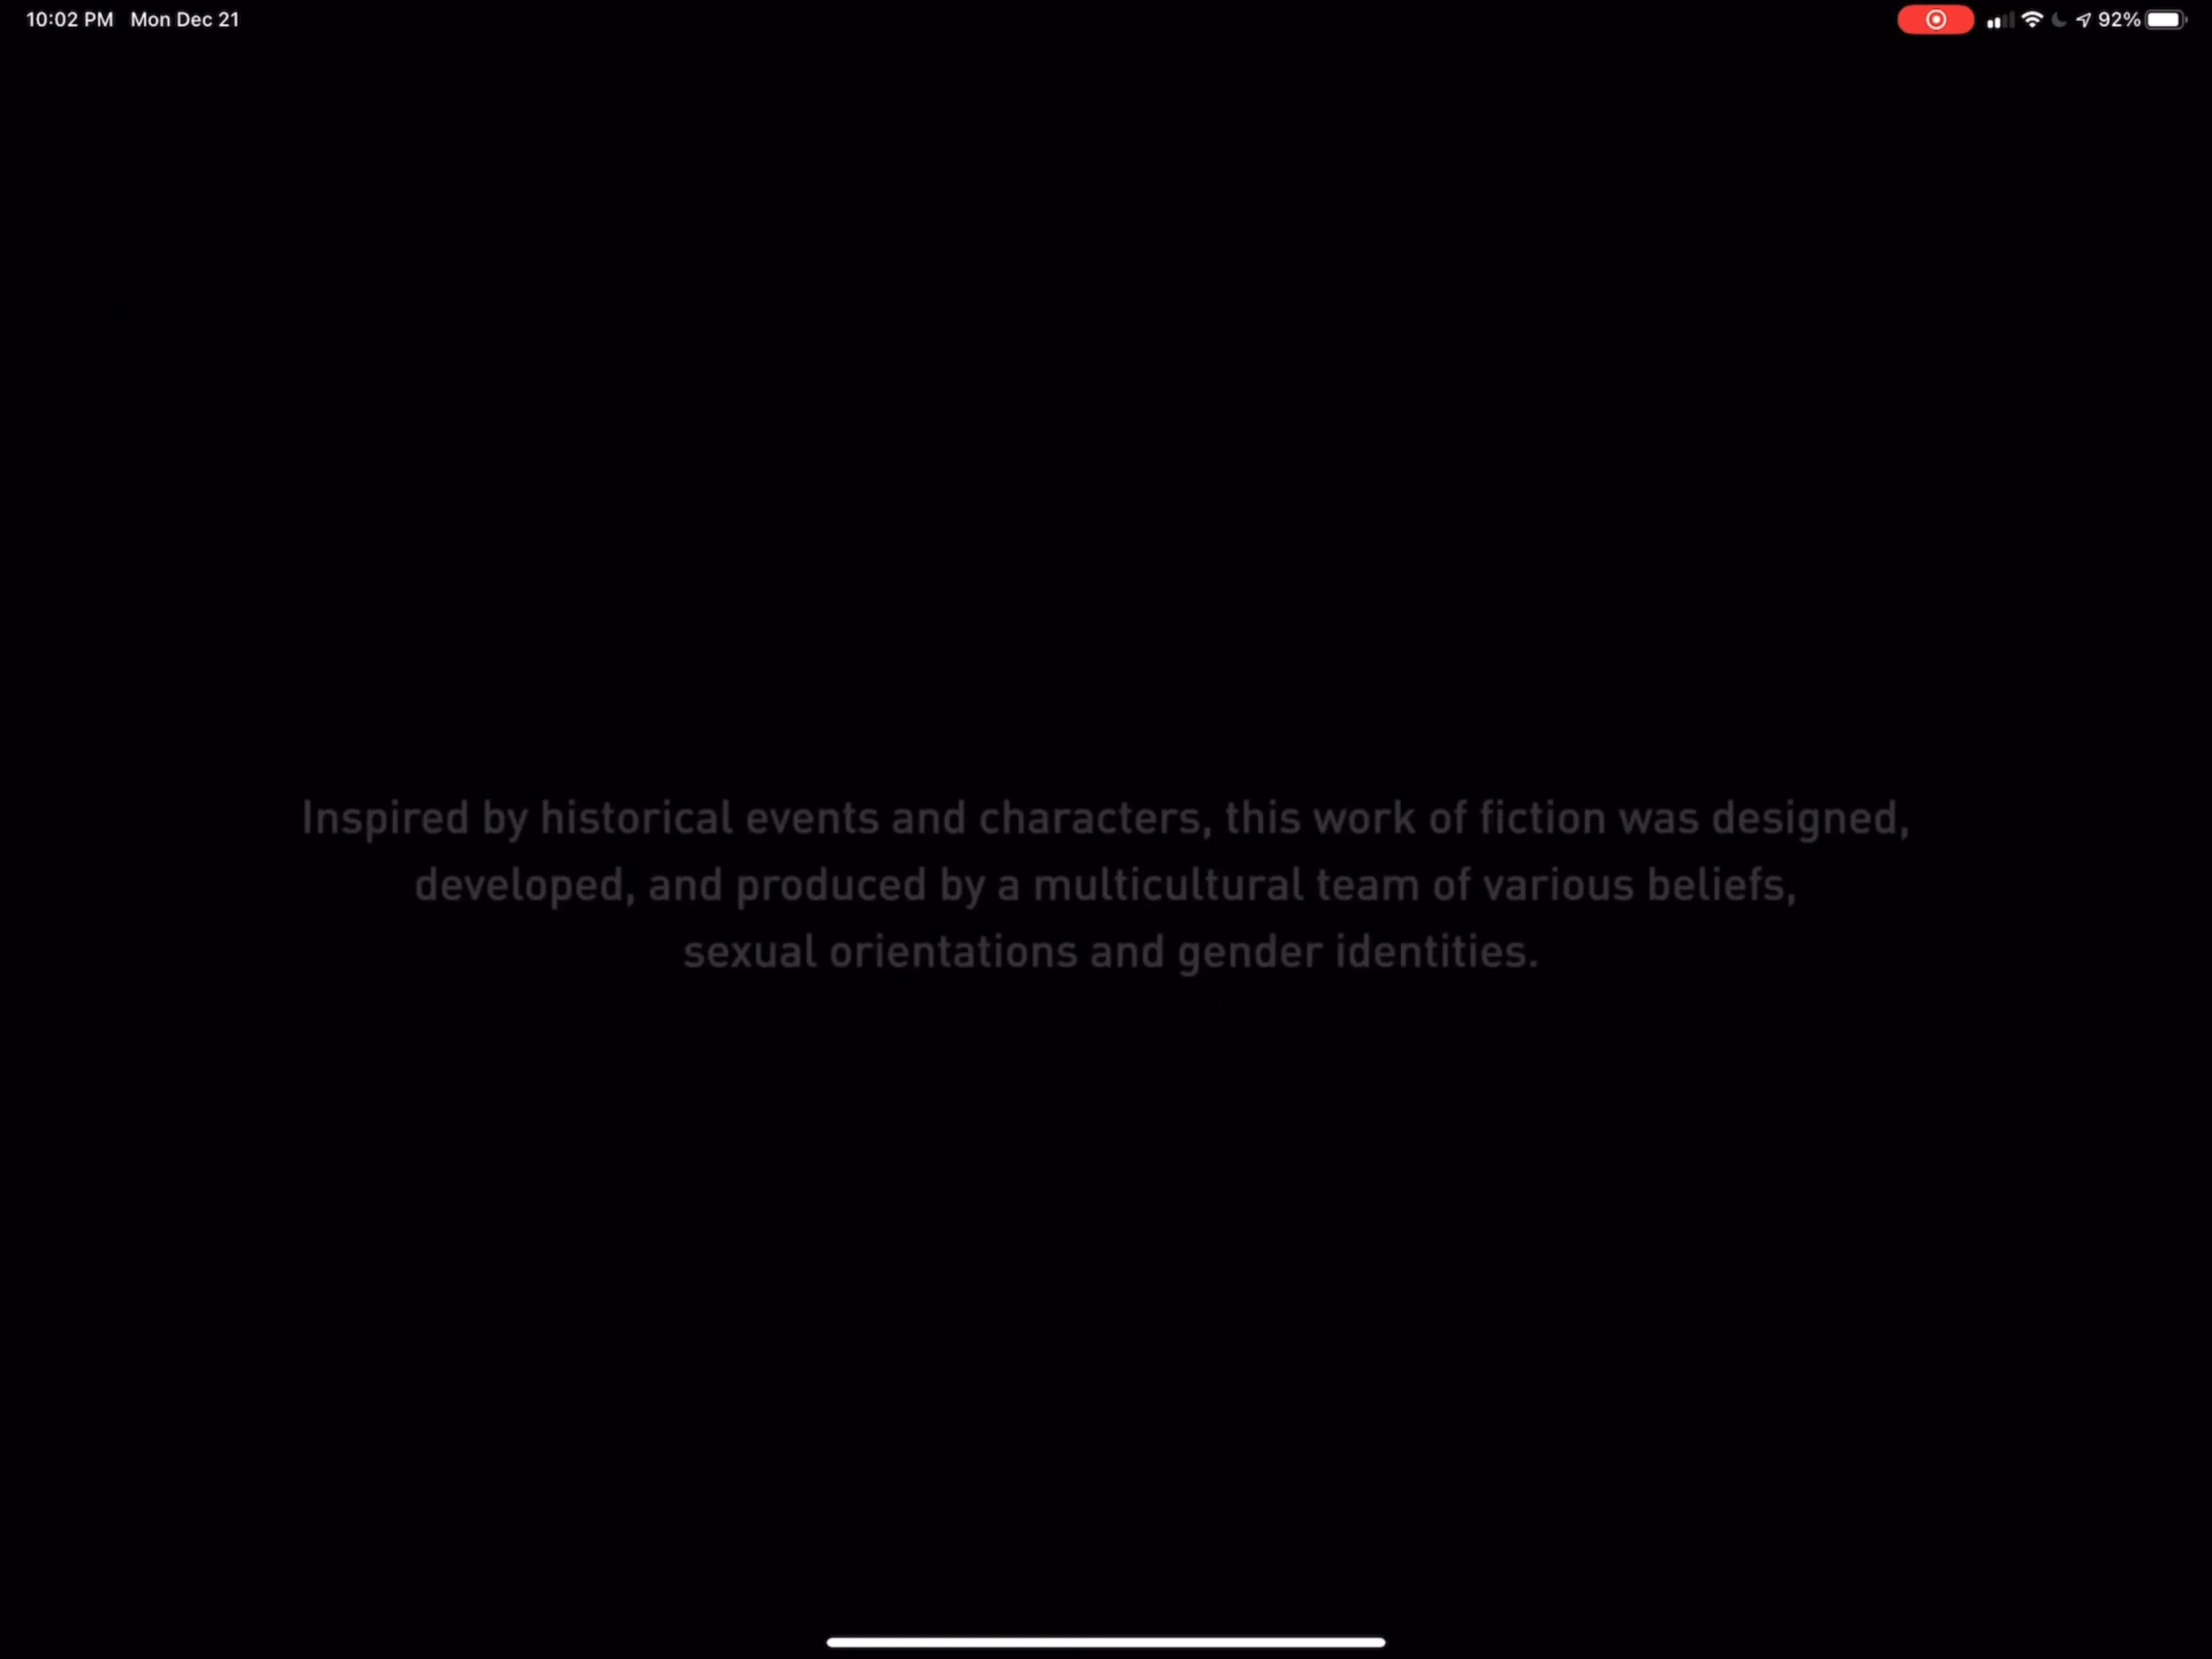 10:02 PM Mon Dec 21
92%
Inspired by historical events and characters, this work of fiction was designed,
developed, and produced by a multicultural team of various beliefs,
sexual orientations and gender identities.